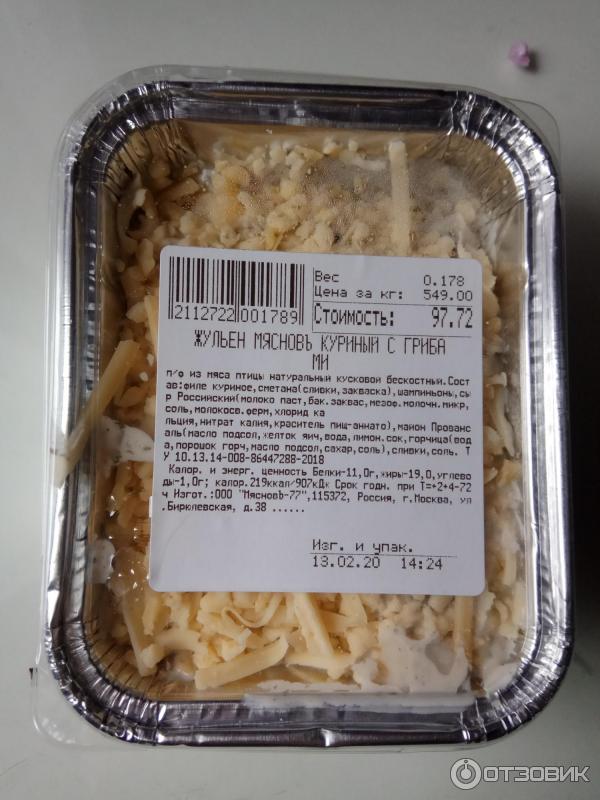 Вес 0.178
Цена за кг: 549.00
2112722 001789
Стоимость: 97.72
ЖУЛЬЕН МЯСНОВЪ КУРИНЫЙ С ГРИБА
МИ
п/ф из мяса птицы натуральный кусковой бескостный.Сост
ав:филе куриное,сметана(сливки,закваска),шампиньоны,сы
р Российский(молоко паст,бак.заквас,мезоф.молочн.микр,
соль,молокосв.ферм,хлорид ка
льция,нитрат калия,краситель пищ-аннато),майон Прованс
аль(масло подсол,желток яич,вода,лимон.сок,горчица(вод
а,порошок горч,масло подсол,сахар,соль),сливки,соль. Т
У 10.13.14-008-86447288-2018
Калор. и энерг. ценность Белки-11,0г,жиры-19,0,углево
ды-1,0г; калор.219ккал/907кДж Срок годн. при Т=+2+4-72
ч Изгот.:ООО "Мясновъ-77",115372, Россия, г.Москва, ул
.Бирюлевская, д.38 ......
Изг. и упак.
13.02.20 14:24
ОТЗОВИК